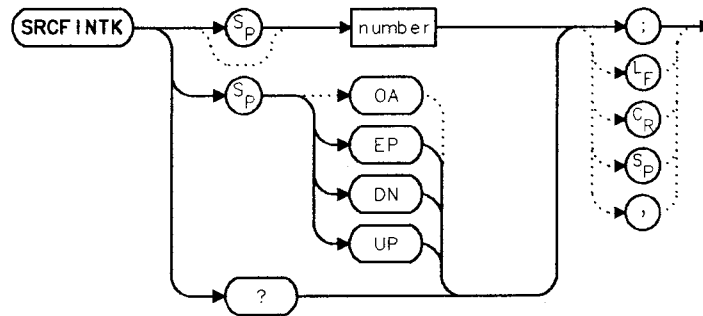 SRCFINTK SP number ;
SP OA LF
EP CR
DN SP
UP ,
?